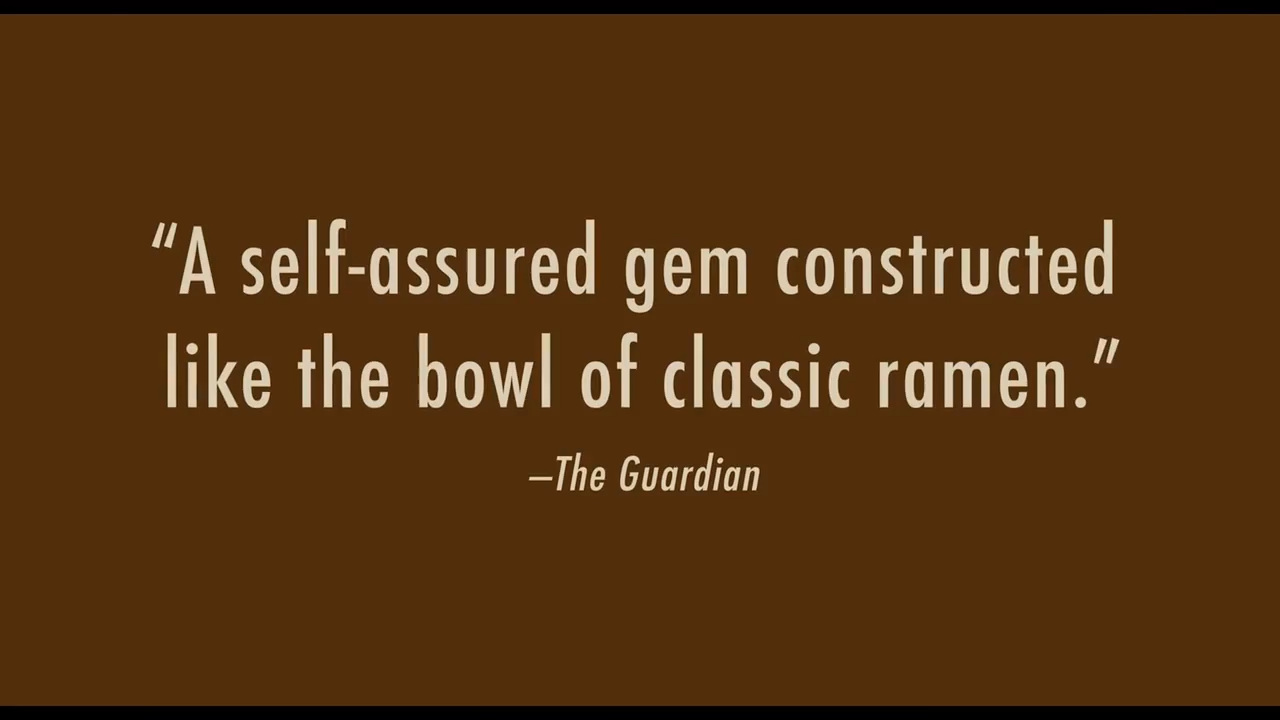 “A self-assured gem constructed
like the bowl of classic ramen.”
–The Guardian